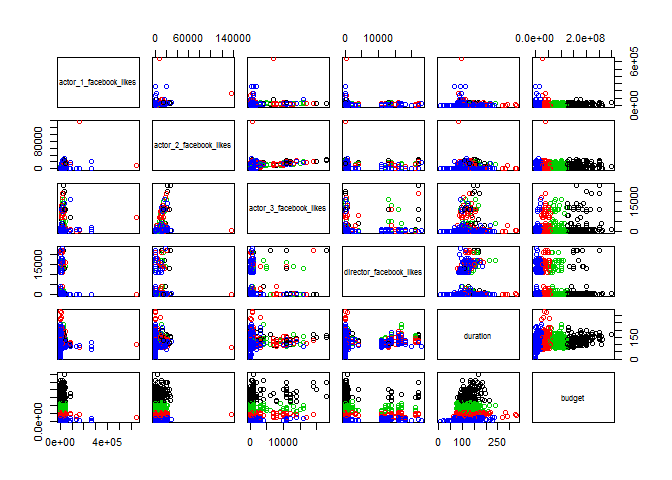 0 60000 140000 0 10000 0.0e+00 2.0e+08
actor_1_facebook_likes
0e+00 6e+05
actor_2_facebook_likes
0 80000
actor_3_facebook_likes
0 15000
director_facebook_likes
0 15000
duration
50 150
budget
0.0e+00
0e+00 4e+05 0 10000 0 100 250